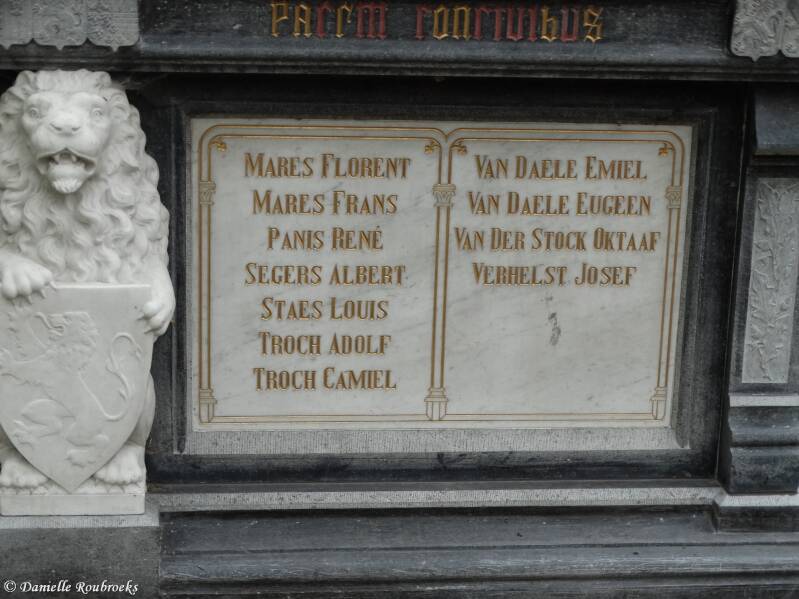 PACEM CONCIVIBUS
MARES FLORENT
MARES FRANS
PANIS RENÉ
SEGERS ALBERT
STAES LOUIS
TROCH ADOLF
TROCH CAMIEL
VAN DAELE EMIEL
VAN DAELE EUGEEN
VAN DER STOCK OKTAAF
VERHELST JOSEF
© Danielle Roubroeks